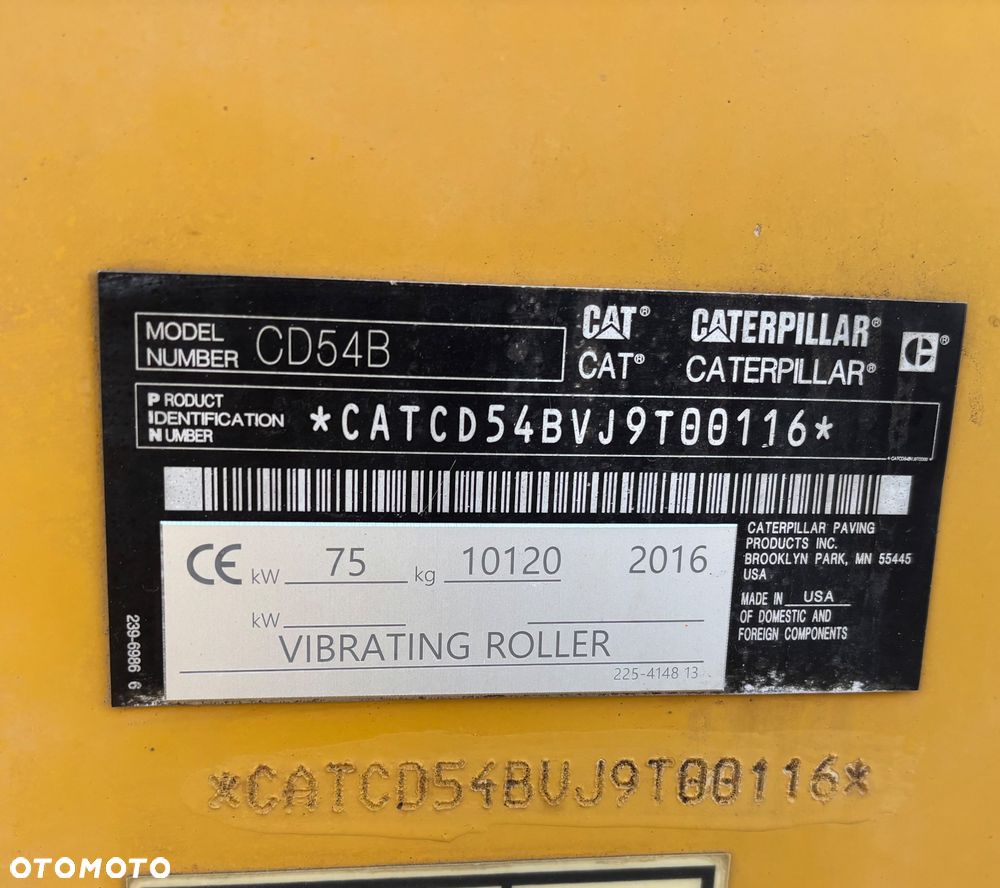 MODEL
NUMBER CD54B
CAT® CATERPILLAR®
CAT® CATERPILLAR®
PRODUCT
IDENTIFICATION
NUMBER
*CATCD54BVJ9T00116*
CE kW 75 kg 10120 2016
kW
VIBRATING ROLLER
225-4148 13
239-6986 6
CATERPILLAR PAVING
PRODUCTS INC.
BROOKLYN PARK, MN 55445
USA
MADE IN USA
OF DOMESTIC AND
FOREIGN COMPONENTS
*CATCD54BVJ9T00116*
OTOMOTO